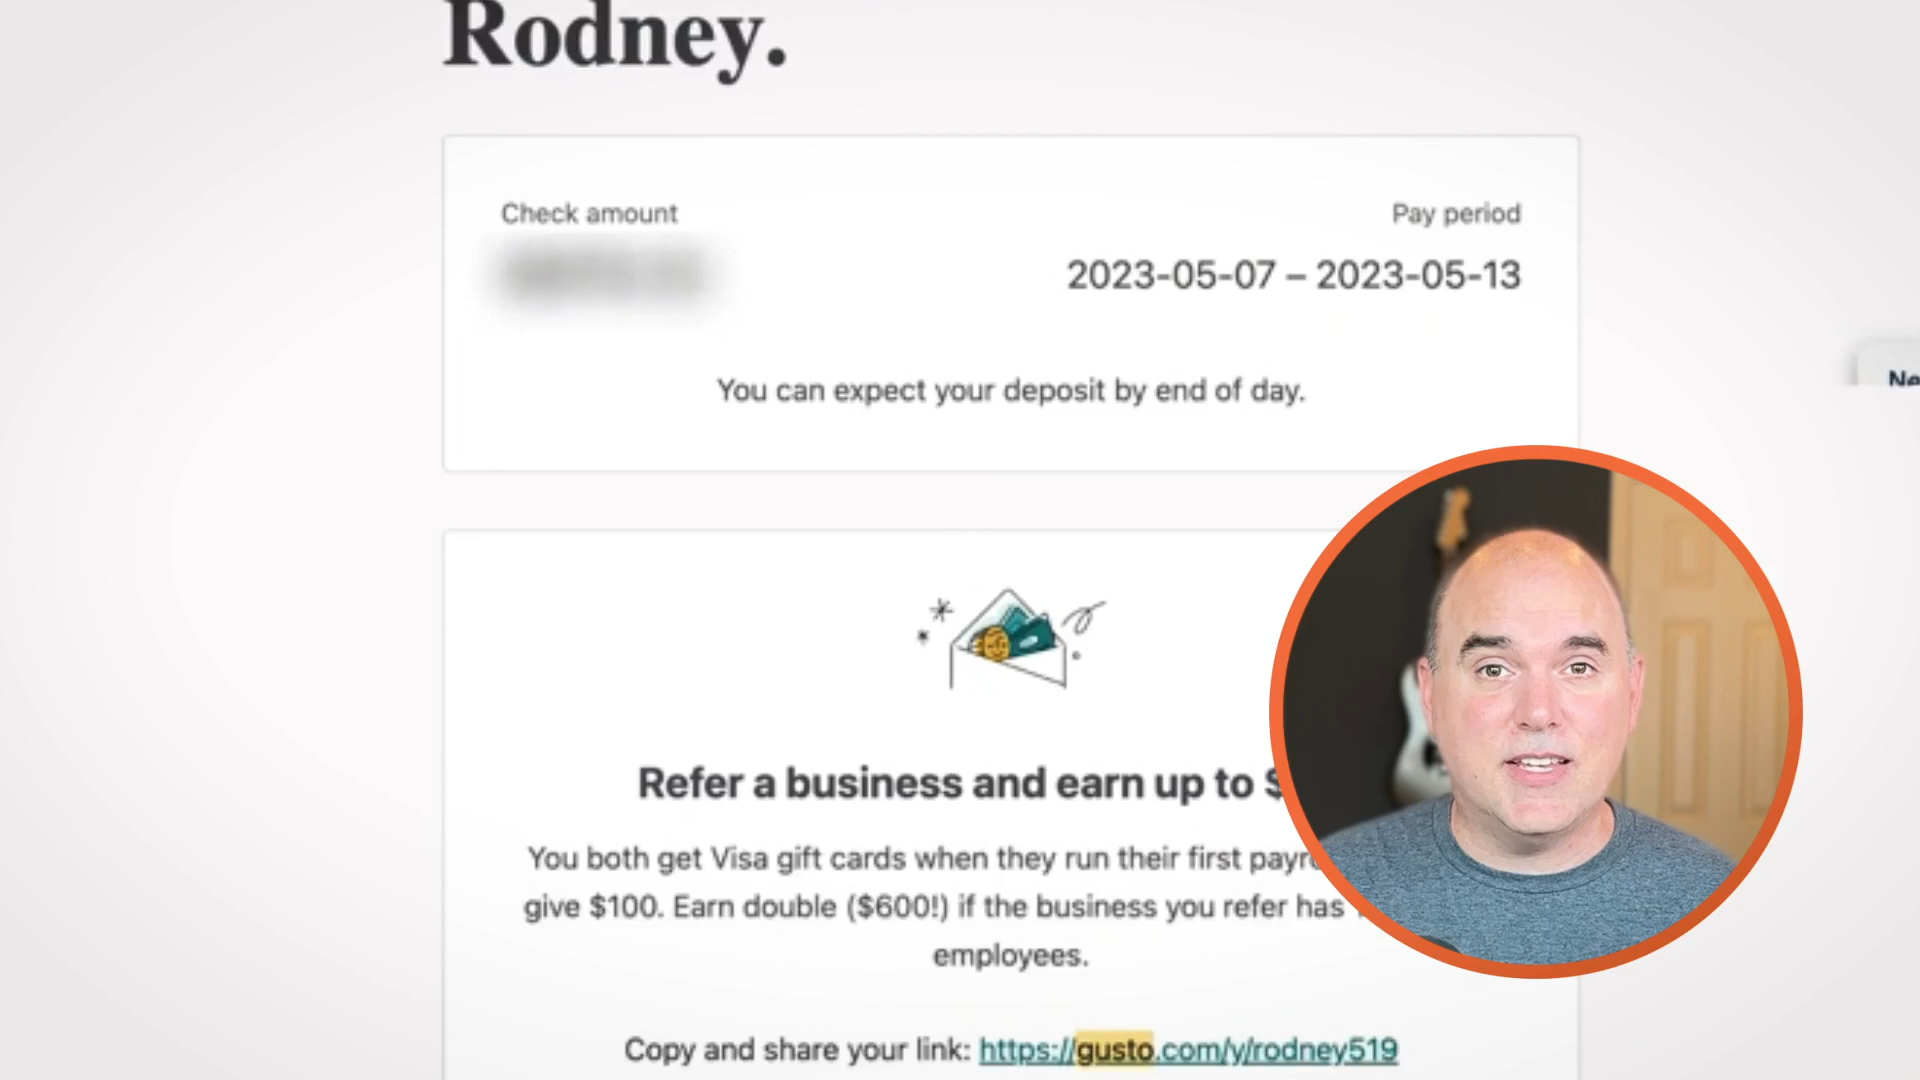 Rodney.
Check amount
Pay period
2023-05-07 – 2023-05-13
You can expect your deposit by end of day.
Ne
Refer a business and earn up to $
You both get Visa gift cards when they run their first payro
give $100. Earn double ($600!) if the business you refer has
employees.
Copy and share your link: https://gusto.com/y/rodney519